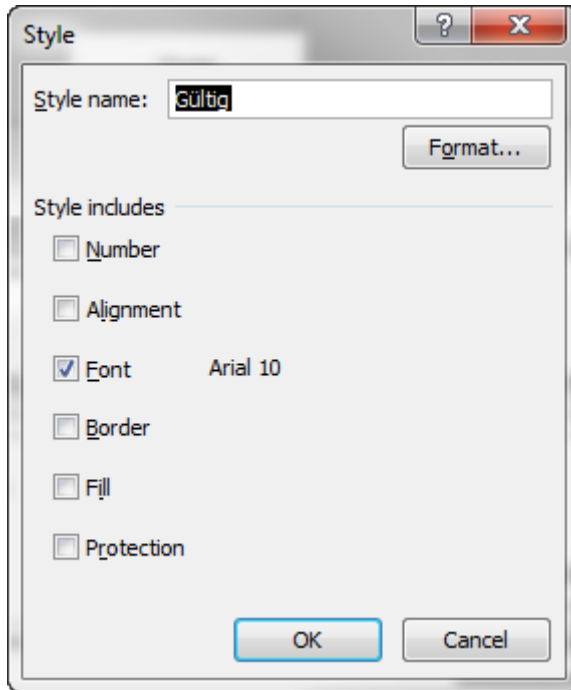 Style
Style name: Gültig
Format...
Style includes
Number
Alignment
Font Arial 10
Border
Fill
Protection
OK Cancel